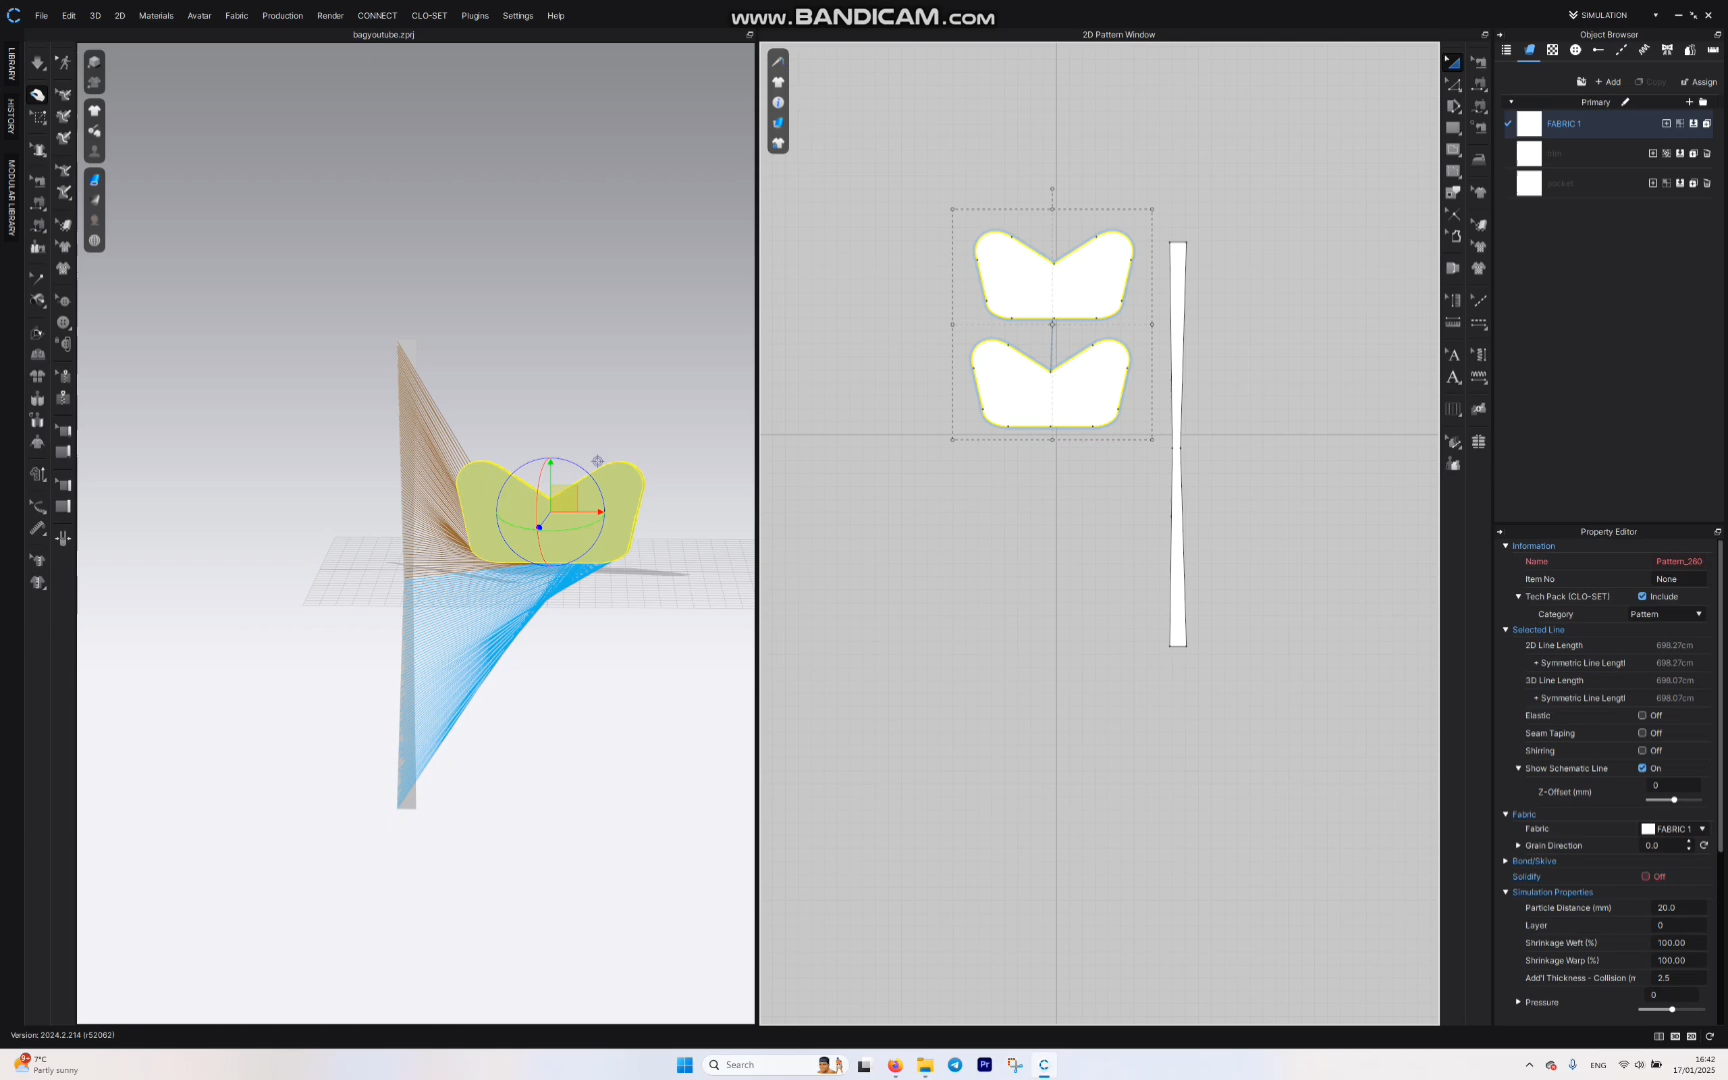 File Edit 3D 2D Materials Avatar Fabric Production Render CONNECT CLO-SET Plugins Settings Help
www.BANDICAM.com
SIMULATION
bagyoutube.zprj
2D Pattern Window
Object Browser
LIBRARY
HISTORY
MODULAR LIBRARY
+ Add
Copy
Assign
Primary
FABRIC 1
pocket
Property Editor
Information
Name Pattern_260
Item No None
Tech Pack (CLO-SET) Include
Category Pattern
Selected Line
2D Line Length 698.27cm
+ Symmetric Line Lengtl 698.27cm
3D Line Length 698.07cm
+ Symmetric Line Lengtl 698.07cm
Elastic Off
Seam Taping Off
Shirring Off
Show Schematic Line On
Z-Offset (mm) 0
Fabric
Fabric FABRIC 1
Grain Direction 0.0
Bond/Skive
Solidify Off
Simulation Properties
Particle Distance (mm) 20.0
Layer 0
Shrinkage Weft (%) 100.00
Shrinkage Warp (%) 100.00
Add'l Thickness - Collision (n 2.5
Pressure 0
Version: 2024.2.214 (r52062)
9+
7°C
Partly sunny
Search
Pr
ENG
16:42
17/01/2025